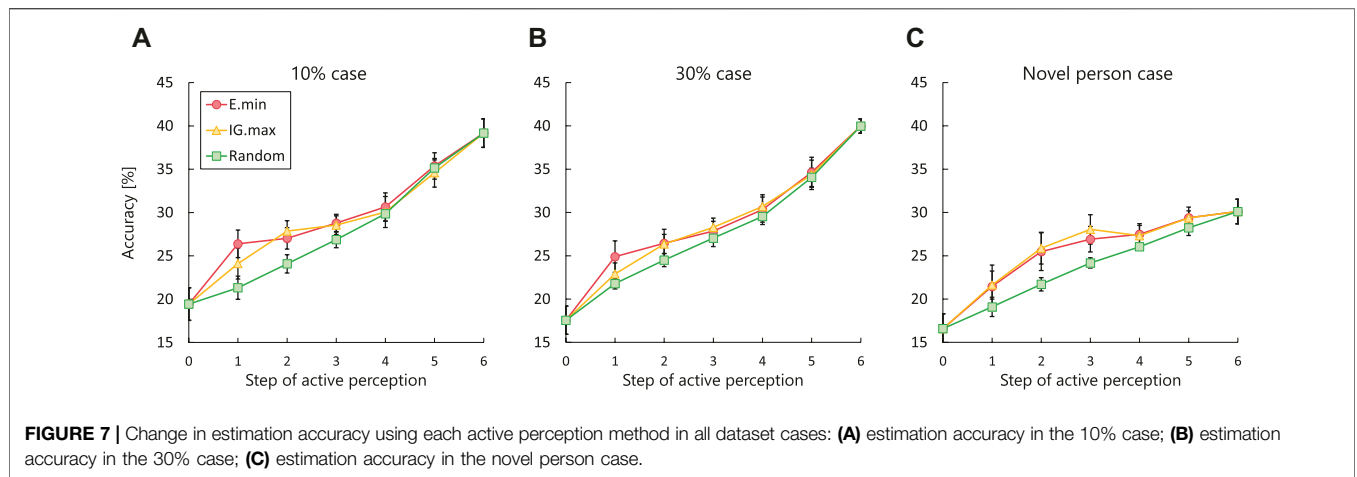 A
B
C
10% case
30% case
Novel person case
45
40
35
30
25
20
15
Accuracy [%]
E.min
IG.max
Random
0 1 2 3 4 5 6
Step of active perception
45
40
35
30
25
20
15
0 1 2 3 4 5 6
Step of active perception
45
40
35
30
25
20
15
0 1 2 3 4 5 6
Step of active perception
FIGURE 7 | Change in estimation accuracy using each active perception method in all dataset cases: (A) estimation accuracy in the 10% case; (B) estimation
accuracy in the 30% case; (C) estimation accuracy in the novel person case.